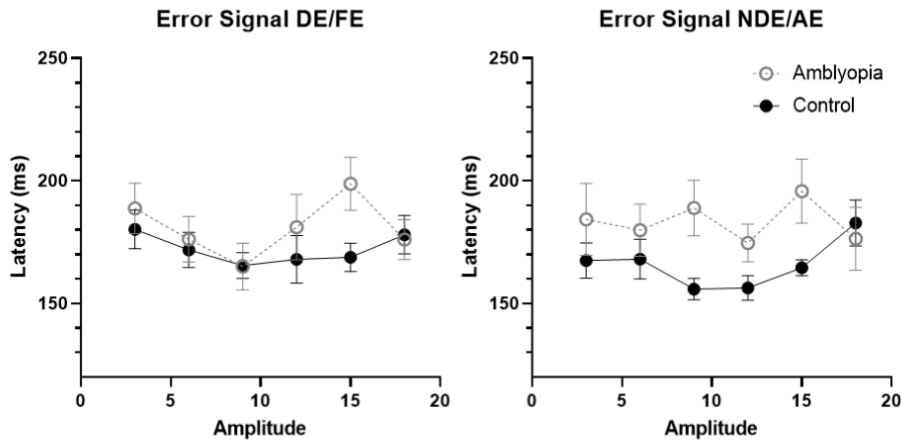 Error Signal DE/FE
250
200
150
Latency (ms)
0 5 10 15 20
Amplitude
Error Signal NDE/AE
Amblyopia
Control
250
200
150
Latency (ms)
0 5 10 15 20
Amplitude